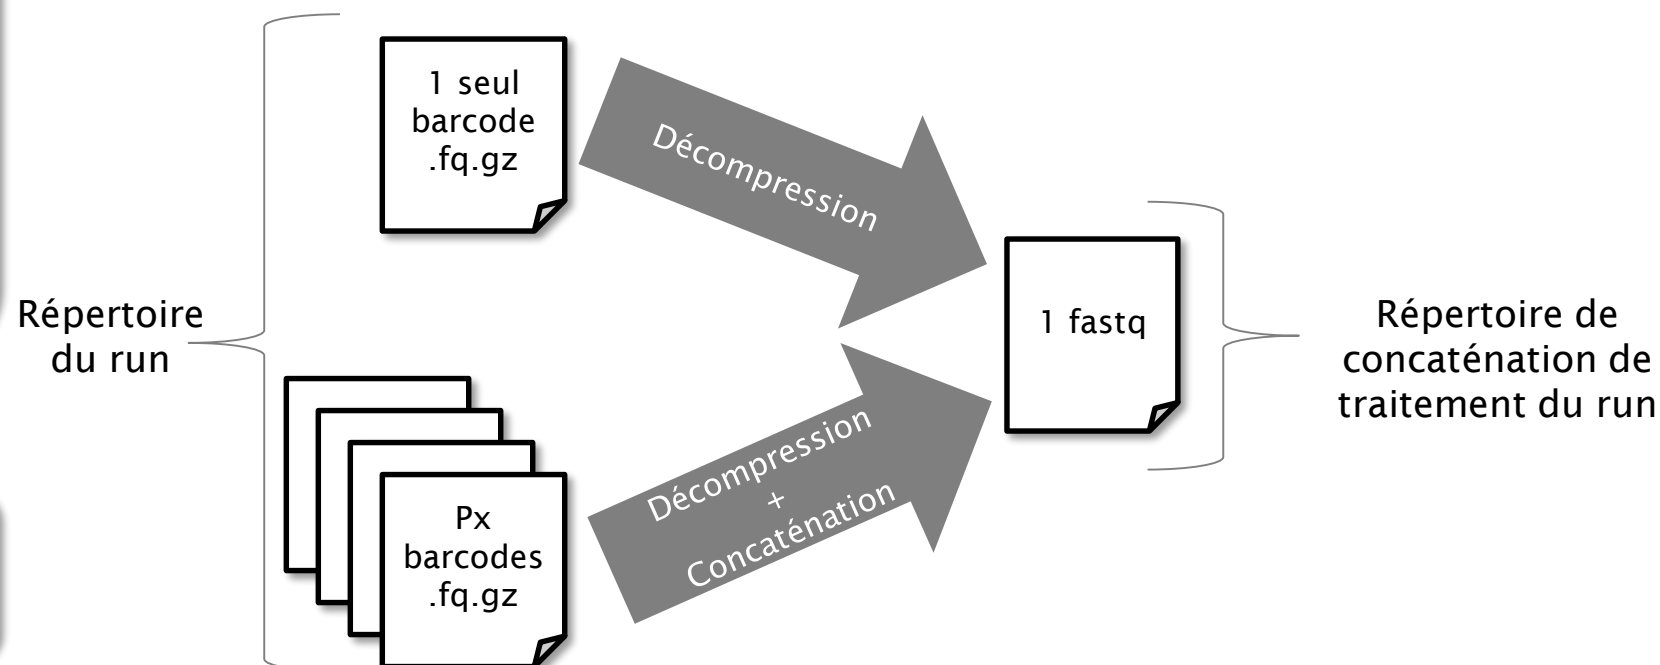 1 seul
barcode
.fq.gz
Décompression
Répertoire
du run
1 fastq
Répertoire de
concaténation de
traitement du run
Px
barcodes
.fq.gz
Décompression
+
Concaténation